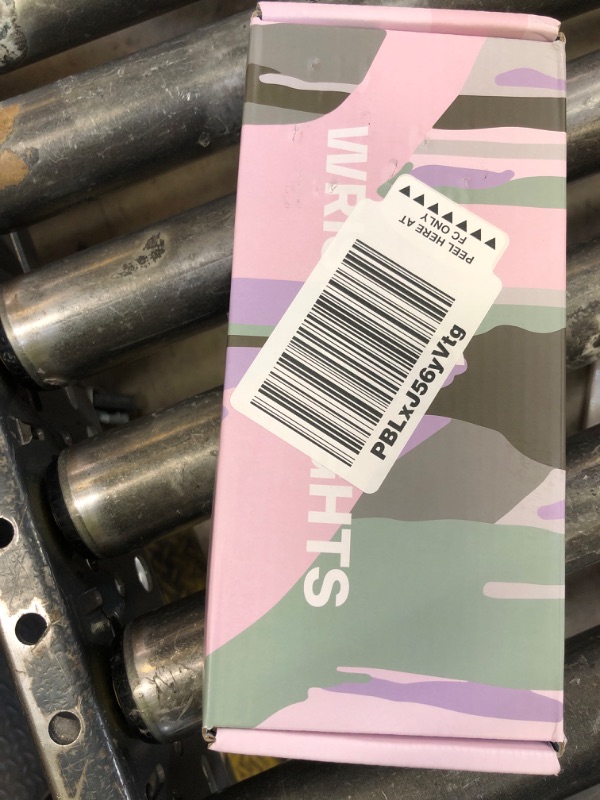 PEEL HERE AT
FC ONLY
PBLxJ56yVtg